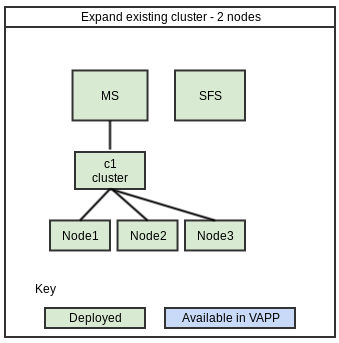 Expand existing cluster - 2 nodes
MS
SFS
c1
cluster
Node1
Node2
Node3
Key
Deployed
Available in VAPP